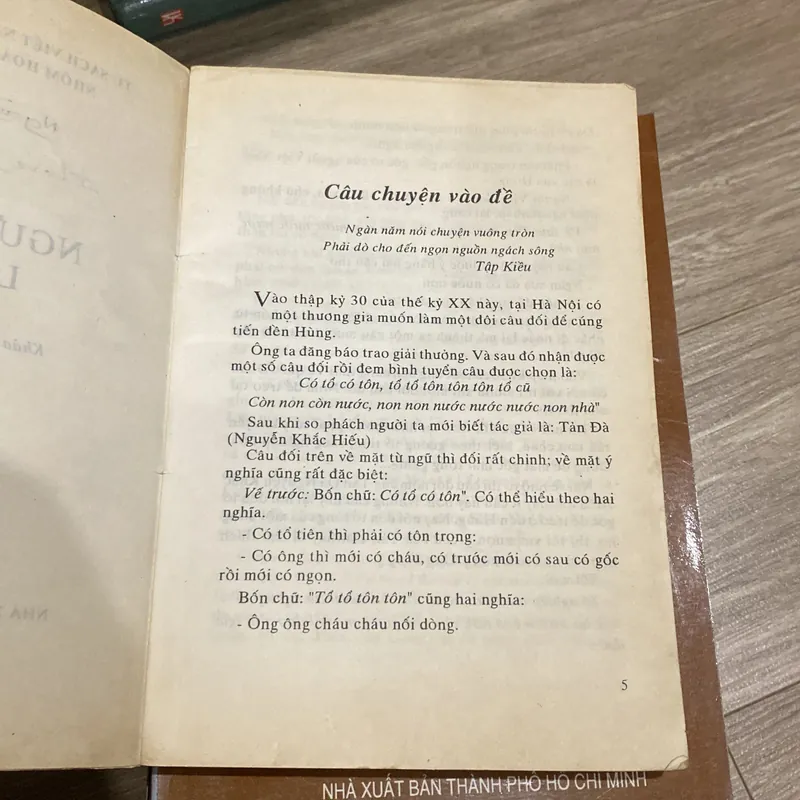 Câu chuyện vào đề
Ngàn năm nói chuyện vuông tròn
Phải dò cho đến ngọn nguồn ngách sông
Tập Kiều
Vào thập kỷ 30 của thế kỷ XX này, tại Hà Nội có
một thương gia muốn làm một đôi câu đối để cúng
tiến đền Hùng.
Ông ta đăng báo trao giải thưởng. Và sau đó nhận được
một số câu đối rồi đem bình tuyển câu được chọn là:
Có tổ có tôn, tổ tổ tôn tôn tôn tổ cũ
Còn non còn nước, non non nước nước nước non nhà"
Sau khi so phách người ta mới biết tác giả là: Tản Đà
(Nguyễn Khắc Hiếu)
Câu đối trên về mặt từ ngữ thì đối rất chỉnh; về mặt ý
nghĩa cũng rất đặc biệt:
Vế trước: Bốn chữ: Có tổ có tôn". Có thể hiểu theo hai
nghĩa.
- Có tổ tiên thì phải có tôn trọng:
- Có ông thì mới có cháu, có trước mới có sau có gốc
rồi mới có ngọn.
Bốn chữ: "Tổ tổ tôn tôn" cũng hai nghĩa:
- Ông ông cháu cháu nối dòng.
5
NHÀ XUẤT BẢN THÀNH PHỐ HỒ CHÍ MINH